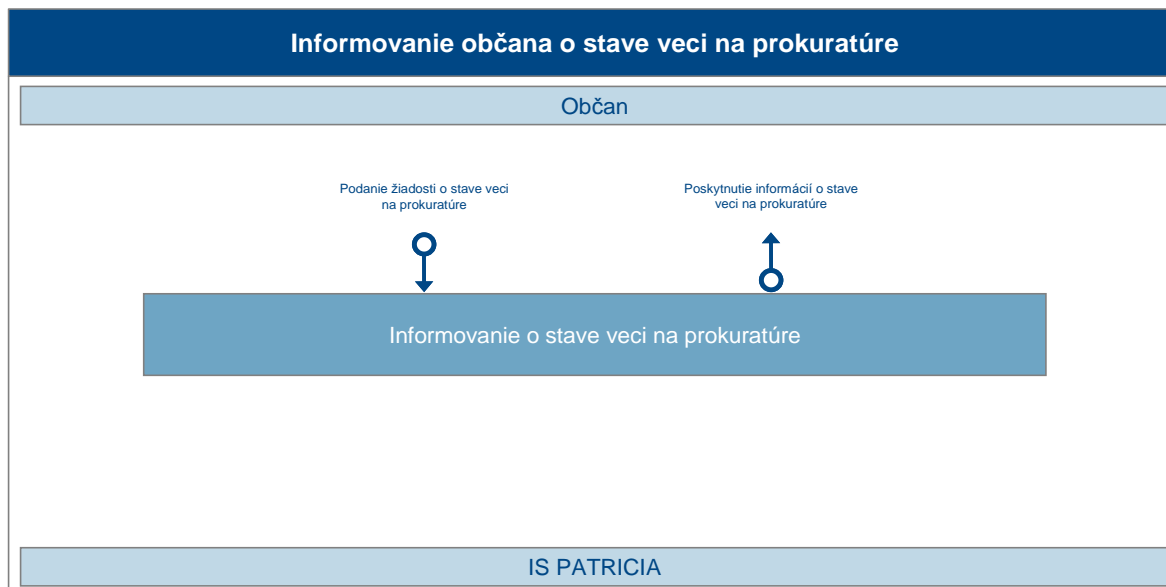 Informovanie občana o stave veci na prokuratúre
Občan
Podanie žiadosti o stave veci
na prokuratúre
Poskytnutie informácií o stave
veci na prokuratúre
Informovanie o stave veci na prokuratúre
IS PATRICIA